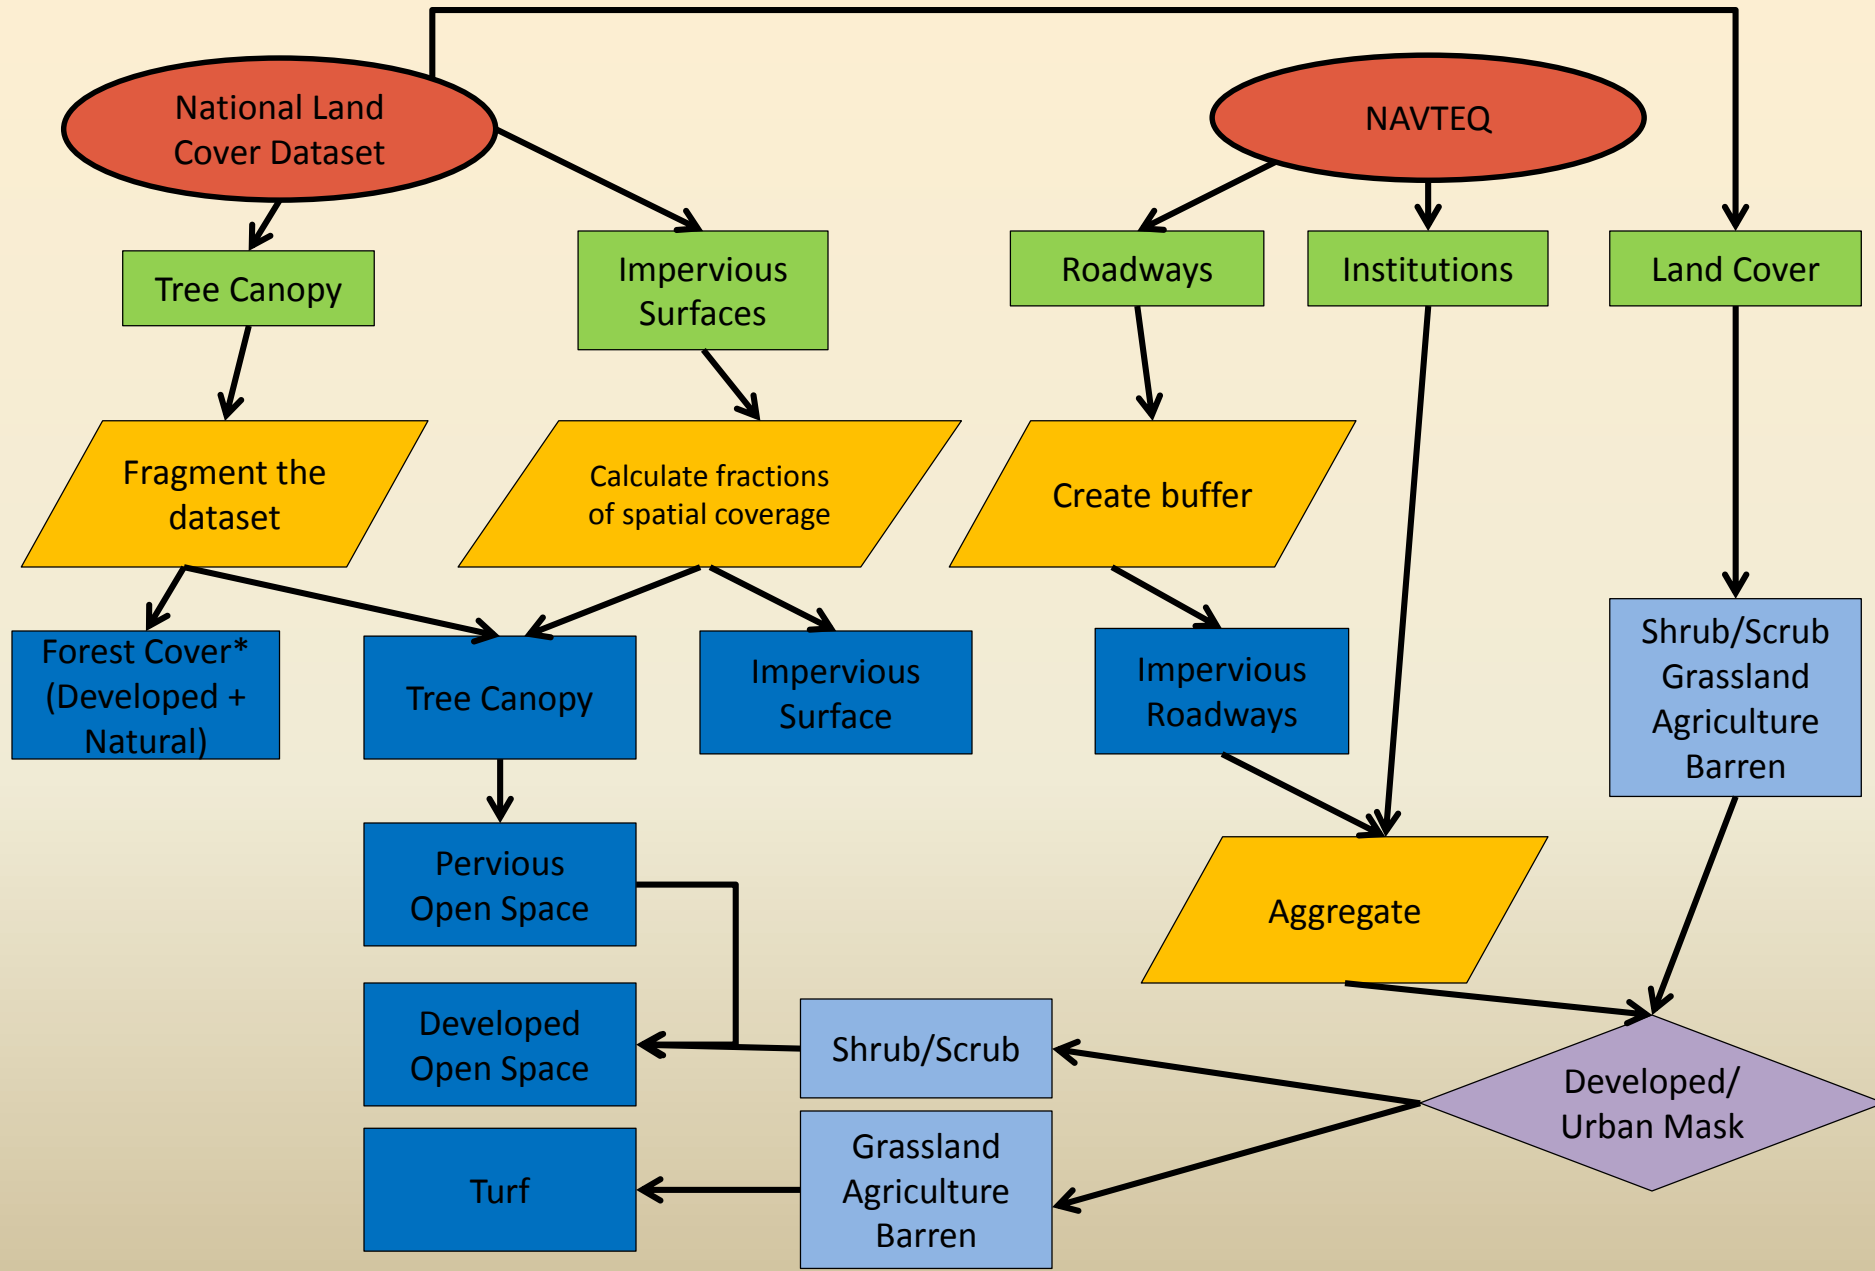 National Land
Cover Dataset
NAVTEQ
Tree Canopy
Impervious
Surfaces
Roadways
Institutions
Land Cover
Fragment the
dataset
Calculate fractions
of spatial coverage
Create buffer
Forest Cover*
(Developed +
Natural)
Tree Canopy
Impervious
Surface
Impervious
Roadways
Shrub/Scrub
Grassland
Agriculture
Barren
Pervious
Open Space
Aggregate
Developed
Open Space
Shrub/Scrub
Developed/
Urban Mask
Turf
Grassland
Agriculture
Barren